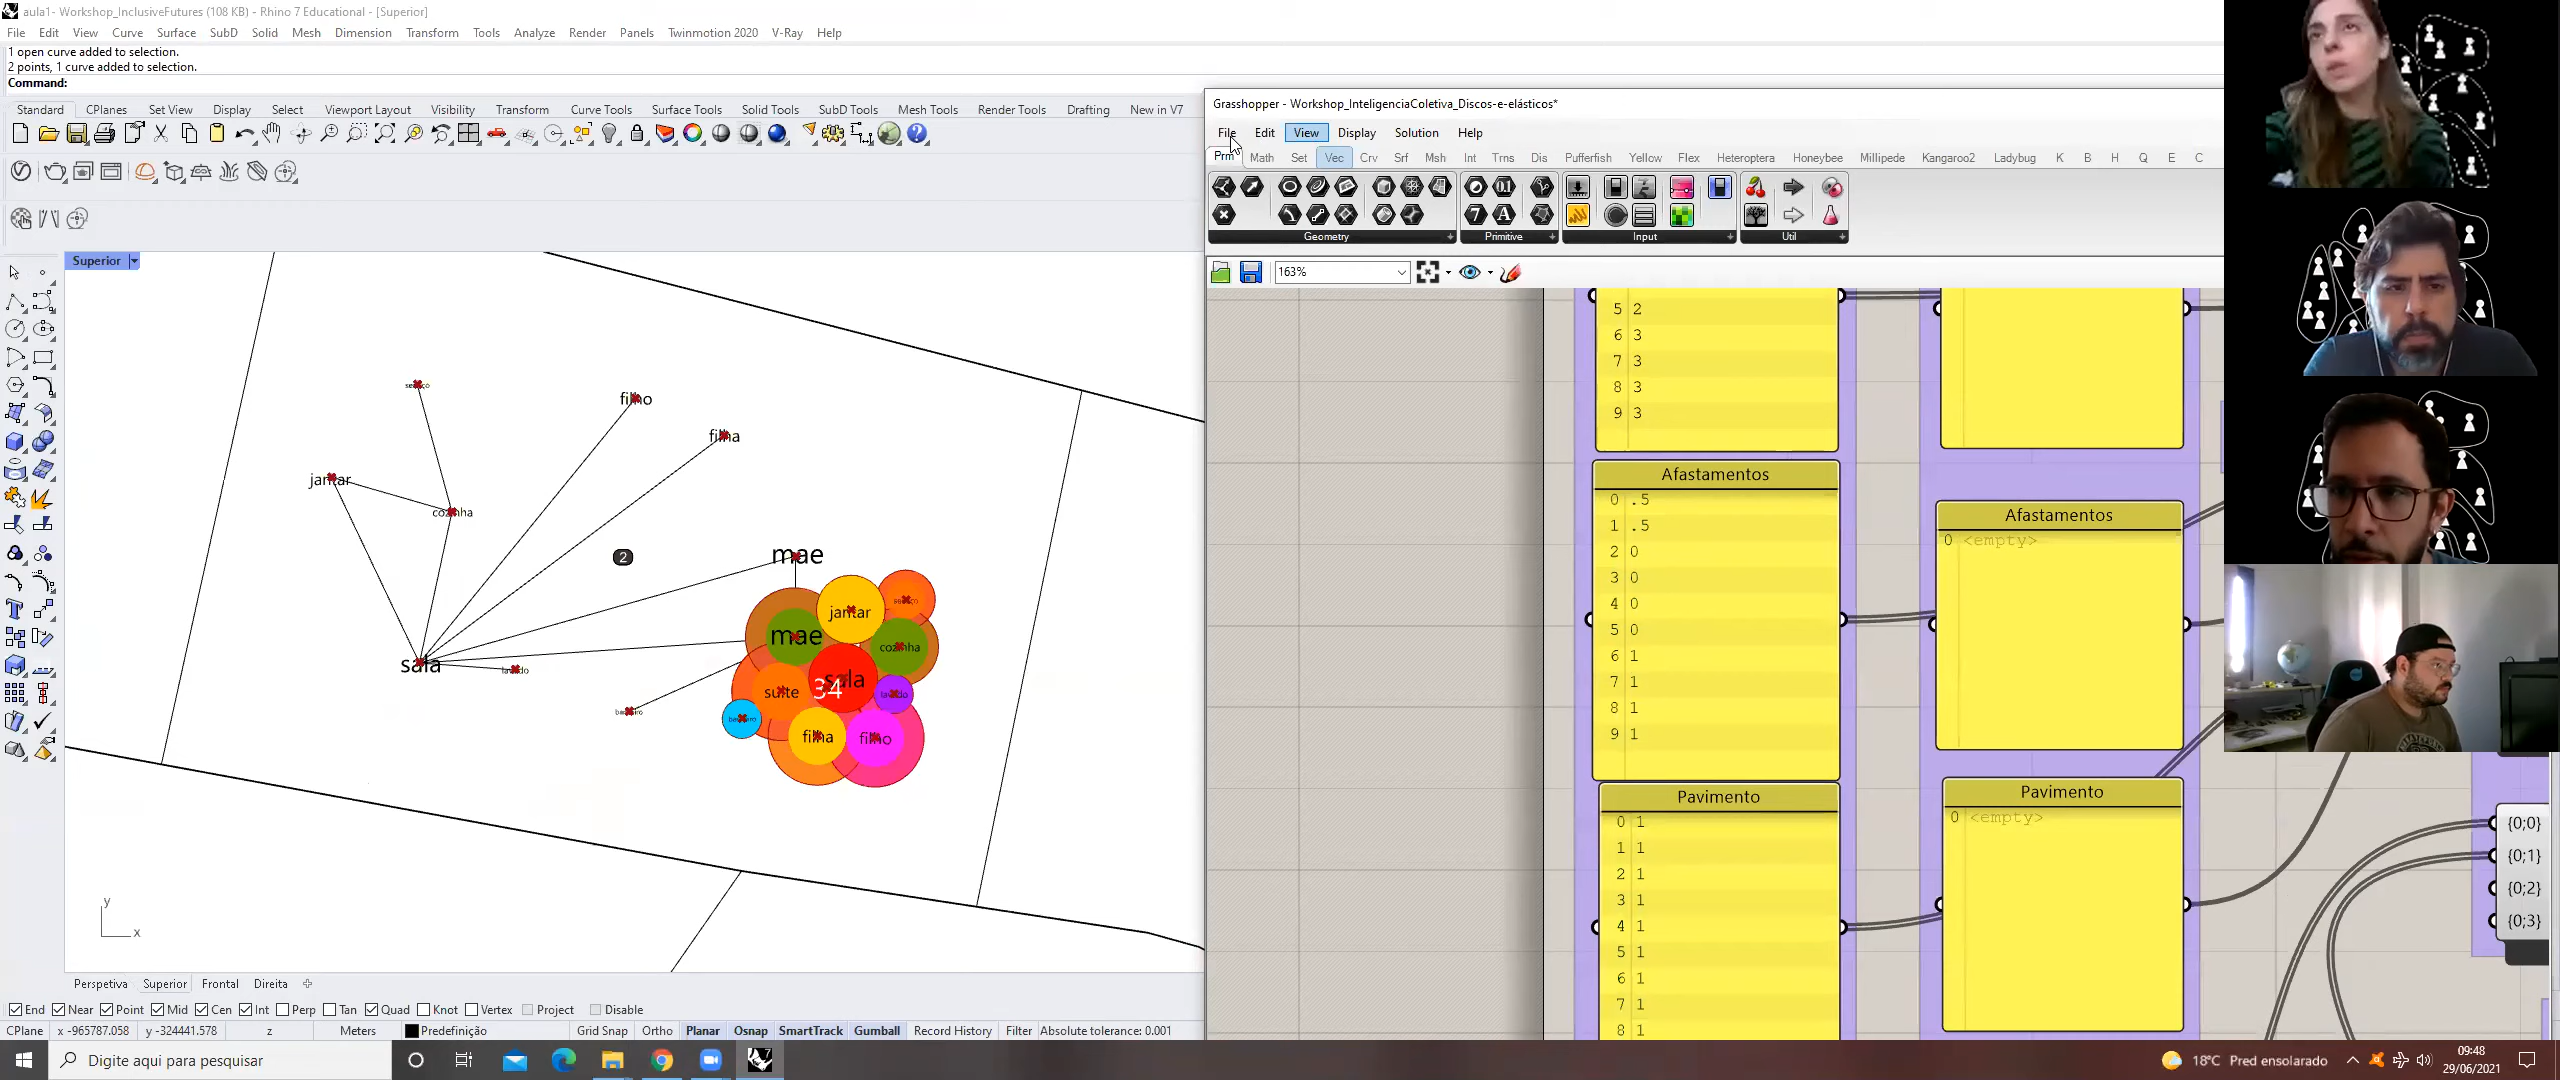 aula1- Workshop_InclusiveFutures (108 KB) - Rhino 7 Educational - [Superior]
File Edit View Curve Surface SubD Solid Mesh Dimension Transform Tools Analyze Render Panels Twinmotion 2020 V-Ray Help
1 open curve added to selection.
2 points, 1 curve added to selection.
Command:
Standard CPlanes Set View Display Select Viewport Layout Visibility Transform Curve Tools Surface Tools Solid Tools SubD Tools Mesh Tools Render Tools Drafting New in V7
Superior
filho
filha
jantar
cozinha
2
mae
sala
jantar
mae
cozinha
suite
sala
34
filha
filho
y
x
Perspetiva Superior Frontal Direita
End Near Point Mid Cen Int Perp Tan Quad Knot Vertex Project Disable
CPlane x -965787.058 y -324441.578 z Meters Predefinição Grid Snap Ortho Planar Osnap SmartTrack Gumball Record History Filter Absolute tolerance: 0.001
Grasshopper - Workshop_InteligenciaColetiva_Discos-e-elásticos*
File Edit View Display Solution Help
Prm Math Set Vec Crv Srf Msh Int Trns Dis Pufferfish Yellow Flex Heteroptera Honeybee Millipede Kangaroo2 Ladybug K B H Q E C
Geometry Primitive Input Util
163%
5 2
6 3
7 3
8 3
9 3
Afastamentos
0 .5
1 .5
2 0
3 0
4 0
5 0
6 1
7 1
8 1
9 1
Afastamentos
0 <empty>
Pavimento
0 1
1 1
2 1
3 1
4 1
5 1
6 1
7 1
8 1
Pavimento
0 <empty>
{0;0}
{0;1}
{0;2}
{0;3}
Digite aqui para pesquisar
18°C Pred ensolarado
09:48
29/06/2021